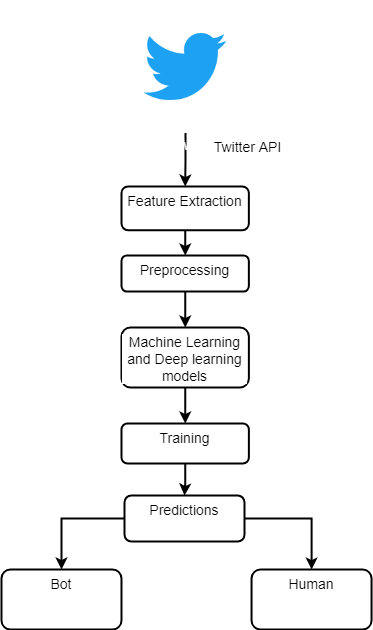 Twitter API
Feature Extraction
Preprocessing
Machine Learning
and Deep learning
models
Training
Predictions
Bot
Human